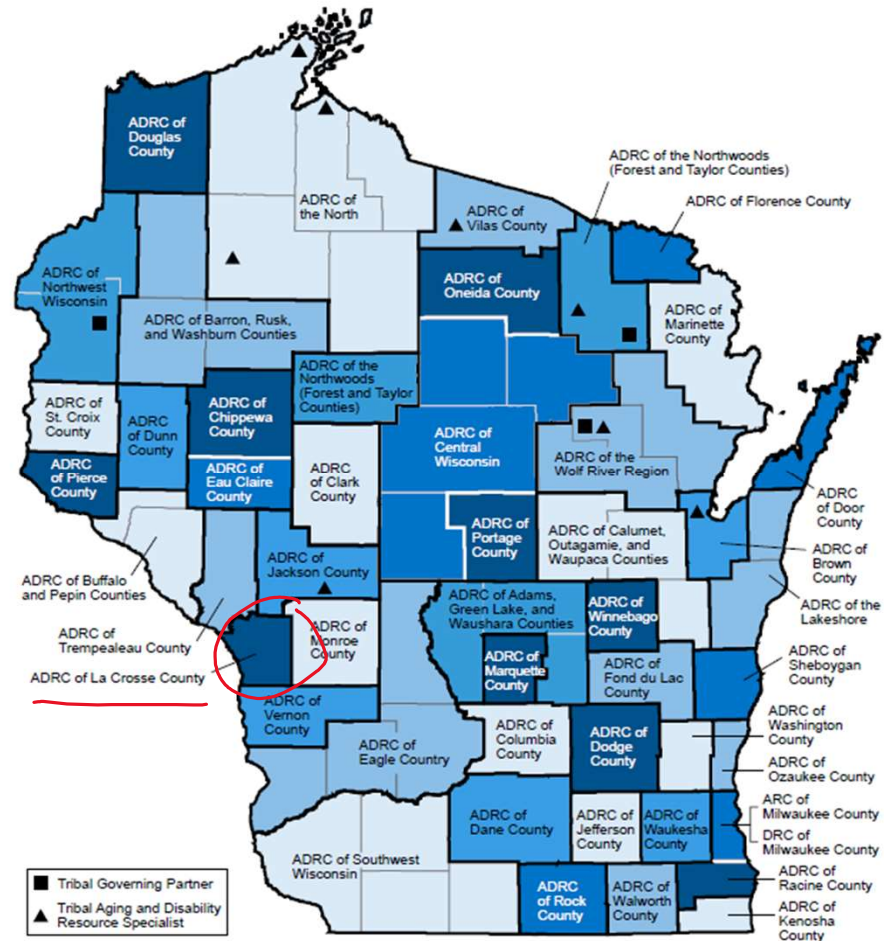 ADRC of
Douglas
County
ADRC of
the North
ADRC of the Northwoods
(Forest and Taylor Counties)
ADRC of Florence County
ADRC of
Vilas County
ADRC of
Northwest
Wisconsin
ADRC of
Oneida County
ADRC of
Marinette
County
ADRC of Barron, Rusk,
and Washburn Counties
ADRC of the
Northwoods
(Forest and Taylor
Counties)
ADRC of
St. Croix
County
ADRC
of Dunn
County
ADRC of
Chippewa
County
ADRC of
Central
Wisconsin
ADRC of the
Wolf River Region
ADRC
of Pierce
County
ADRC of
Eau Claire
County
ADRC
of Clark
County
ADRC
of Door
County
ADRC
of Portage
County
ADRC of Calumet,
Outagamie, and
Waupaca Counties
ADRC of
Brown
County
ADRC of Buffalo
and Pepin Counties
ADRC of
Jackson County
ADRC of Adams,
Green Lake, and
Waushara Counties
ADRC of
Winnebago
County
ADRC of the
Lakeshore
ADRC of
Trempealeau County
ADRC of
Monroe
County
ADRC of La Crosse County
ADRC of
Marquette
County
ADRC of
Fond du Lac
County
ADRC of
Sheboygan
County
ADRC of
Vernon
County
ADRC of
Eagle Country
ADRC of
Columbia
County
ADRC of
Dodge
County
ADRC of
Washington
County
ADRC of
Ozaukee County
ADRC of
Dane County
ADRC of
Jefferson
County
ADRC of
Waukesha
County
ARC of
Milwaukee County
DRC of
Milwaukee County
ADRC of Southwest
Wisconsin
ADRC
of Rock
County
ADRC of
Walworth
County
ADRC of
Racine County
ADRC of
Kenosha
County
Tribal Governing Partner
Tribal Aging and Disability
Resource Specialist